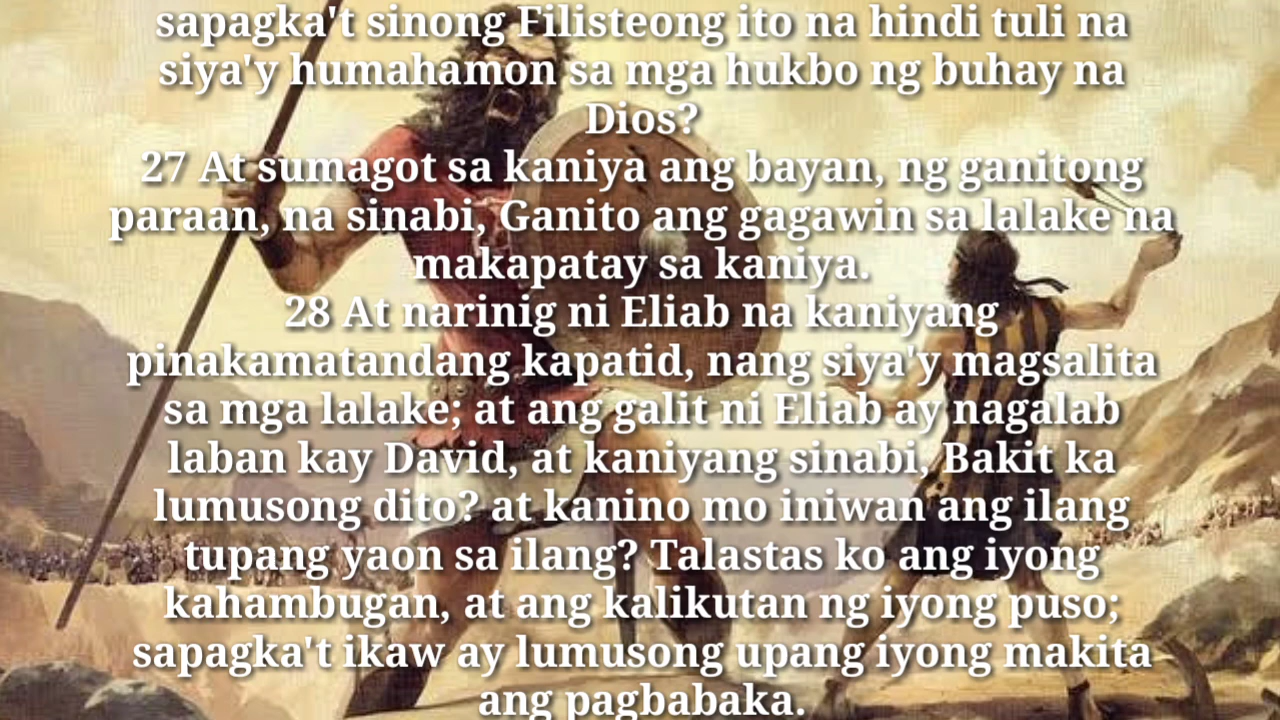 sapagka't sinong Filisteong ito na hindi tuli na
siya'y humahamon sa mga hukbo ng buhay na
Dios?
27 At sumagot sa kaniya ang bayan, ng ganitong
paraan, na sinabi, Ganito ang gagawin sa lalake na
makapatay sa kaniya.
28 At narinig ni Eliab na kaniyang
pinakamatandang kapatid, nang siya'y magsalita
sa mga lalake; at ang galit ni Eliab ay nagalab
laban kay David, at kaniyang sinabi, Bakit ka
lumusong dito? at kanino mo iniwan ang ilang
tupang yaon sa ilang? Talastas ko ang iyong
kahambugan, at ang kalikutan ng iyong puso;
sapagka't ikaw ay lumusong upang iyong makita
ang pagbabaka.